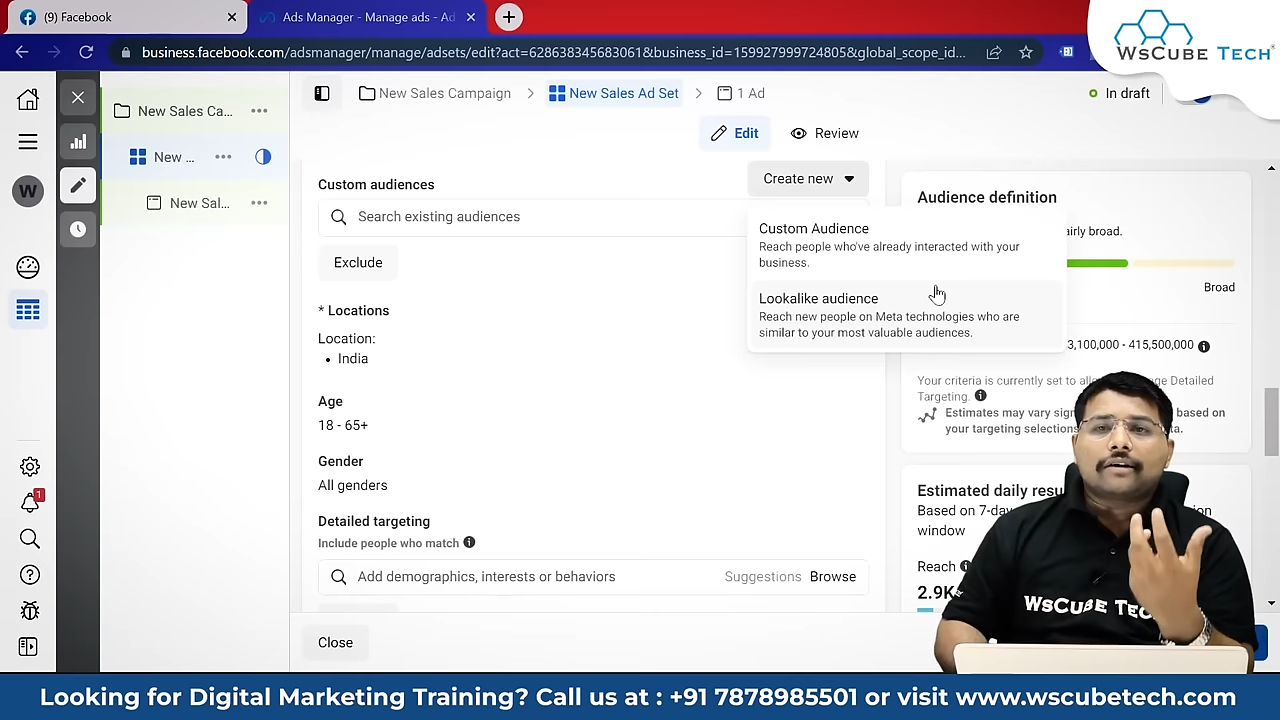 (9) Facebook
Ads Manager - Manage ads - Ad
WsCube Tech
business.facebook.com/adsmanager/manage/adsets/edit?act=628638345683061&business_id=159927999724805&global_scope_id...
New Sales Ca...
New Sales Campaign
New Sales Ad Set
1 Ad
In draft
Edit
Review
New ...
New Sal...
W
1
Custom audiences
Create new
Search existing audiences
Exclude
Custom Audience
Reach people who've already interacted with your
business.
Lookalike audience
Reach new people on Meta technologies who are
similar to your most valuable audiences.
* Locations
Location:
• India
Age
18 - 65+
Gender
All genders
Detailed targeting
Include people who match
Add demographics, interests or behaviors
Suggestions
Browse
Close
Audience definition
airly broad.
Broad
3,100,000 - 415,500,000
Your criteria is currently set to Detailed
Targeting.
Estimates may vary based on
your targeting selections
Estimated daily
Based on
window
Reach
2.9K
WsCube Tec
Looking for Digital Marketing Training? Call us at : +91 7878985501 or visit www.wscubetech.com